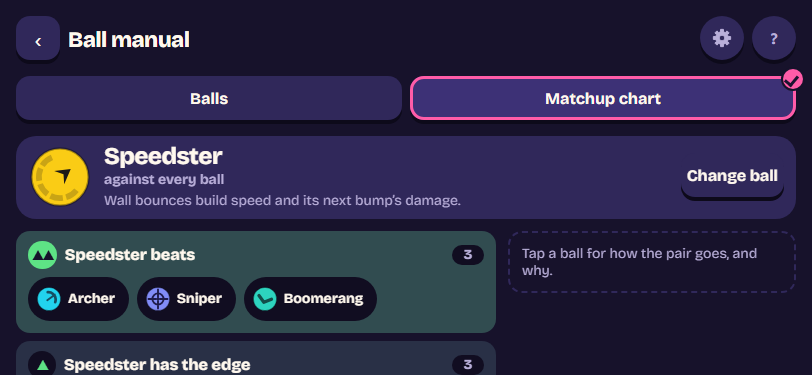 ‹ Ball manual ?
Balls
Matchup chart
Speedster
against every ball
Wall bounces build speed and its next bump's damage.
Change ball
Speedster beats 3
Archer
Sniper
Boomerang
Tap a ball for how the pair goes, and
why.
Speedster has the edge 3